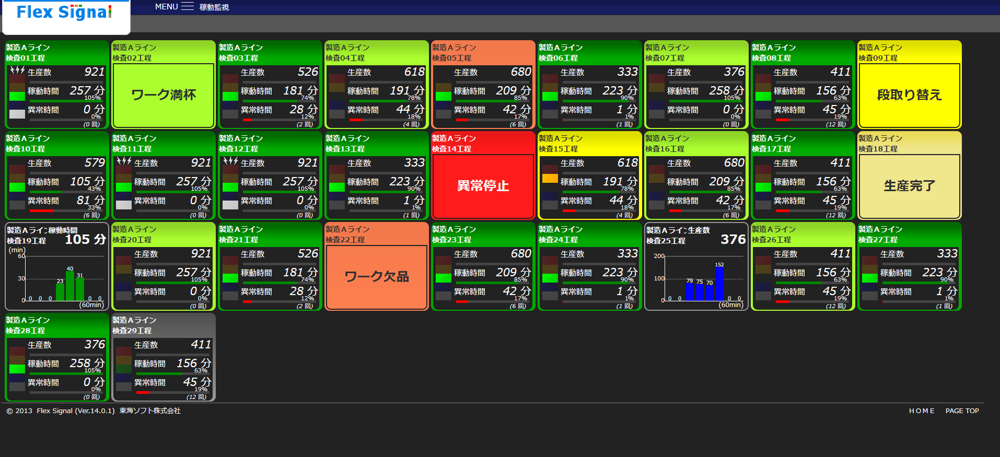 Flex Signal
MENU 稼動監視
製造Ａライン
検査01工程
生産数 921
稼動時間 257 分
105%
異常時間 0 分
0%
(0 回)
製造Ａライン
検査02工程
ワーク満杯
製造Ａライン
検査03工程
生産数 526
稼動時間 181 分
74%
異常時間 28 分
12%
(2 回)
製造Ａライン
検査04工程
生産数 618
稼動時間 191 分
78%
異常時間 44 分
18%
(4 回)
製造Ａライン
検査05工程
生産数 680
稼動時間 209 分
85%
異常時間 42 分
17%
(6 回)
製造Ａライン
検査06工程
生産数 333
稼動時間 223 分
90%
異常時間 1 分
1%
(1 回)
製造Ａライン
検査07工程
生産数 376
稼動時間 258 分
105%
異常時間 0 分
0%
(0 回)
製造Ａライン
検査08工程
生産数 411
稼動時間 156 分
63%
異常時間 45 分
19%
(12 回)
製造Ａライン
検査09工程
段取り替え
製造Ａライン
検査10工程
生産数 579
稼動時間 105 分
43%
異常時間 81 分
33%
(6 回)
製造Ａライン
検査11工程
生産数 921
稼動時間 257 分
105%
異常時間 0 分
0%
(0 回)
製造Ａライン
検査12工程
生産数 921
稼動時間 257 分
105%
異常時間 0 分
0%
(0 回)
製造Ａライン
検査13工程
生産数 333
稼動時間 223 分
90%
異常時間 1 分
1%
(1 回)
製造Ａライン
検査14工程
異常停止
製造Ａライン
検査15工程
生産数 618
稼動時間 191 分
78%
異常時間 44 分
18%
(4 回)
製造Ａライン
検査16工程
生産数 680
稼動時間 209 分
85%
異常時間 42 分
17%
(6 回)
製造Ａライン
検査17工程
生産数 411
稼動時間 156 分
63%
異常時間 45 分
19%
(12 回)
製造Ａライン
検査18工程
生産完了
製造Ａライン 稼動時間
検査19工程 105 分
(min)
60
30
0
0 0 0 23 40 31 0 0
(60min)
製造Ａライン
検査20工程
生産数 921
稼動時間 257 分
105%
異常時間 0 分
0%
(0 回)
製造Ａライン
検査21工程
生産数 526
稼動時間 181 分
74%
異常時間 28 分
12%
(2 回)
製造Ａライン
検査22工程
ワーク欠品
製造Ａライン
検査23工程
生産数 680
稼動時間 209 分
85%
異常時間 42 分
17%
(6 回)
製造Ａライン
検査24工程
生産数 333
稼動時間 223 分
90%
異常時間 1 分
1%
(1 回)
製造Ａライン 生産数
検査25工程 376
200
100
0
0 0 79 75 70 152 0 0
(60min)
製造Ａライン
検査26工程
生産数 411
稼動時間 156 分
63%
異常時間 45 分
19%
(12 回)
製造Ａライン
検査27工程
生産数 333
稼動時間 223 分
90%
異常時間 1 分
1%
(1 回)
製造Ａライン
検査28工程
生産数 376
稼動時間 258 分
105%
異常時間 0 分
0%
(0 回)
製造Ａライン
検査29工程
生産数 411
稼動時間 156 分
63%
異常時間 45 分
19%
(12 回)
© 2013 Flex Signal (Ver.14.0.1) 東海ソフト株式会社
HOME PAGE TOP